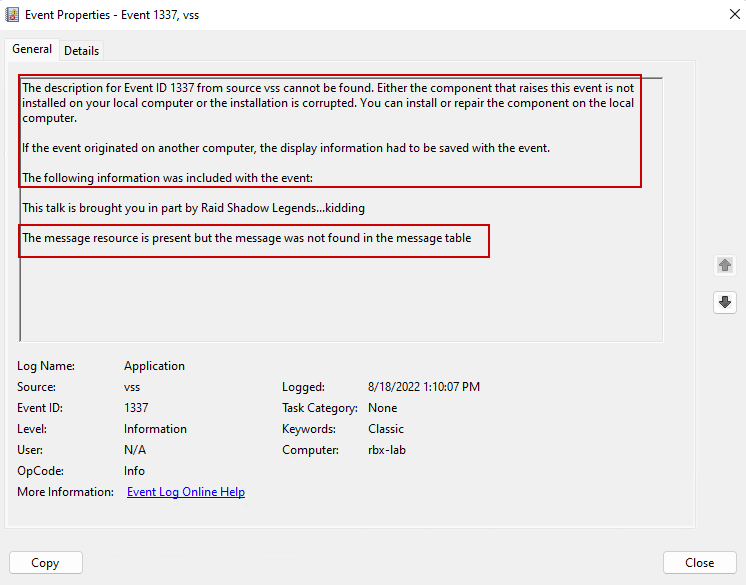 Event Properties - Event 1337, vss
General
Details
The description for Event ID 1337 from source vss cannot be found. Either the component that raises this event is not
installed on your local computer or the installation is corrupted. You can install or repair the component on the local
computer.
If the event originated on another computer, the display information had to be saved with the event.
The following information was included with the event:
This talk is brought you in part by Raid Shadow Legends...kidding
The message resource is present but the message was not found in the message table
Log Name: Application
Source: vss Logged: 8/18/2022 1:10:07 PM
Event ID: 1337 Task Category: None
Level: Information Keywords: Classic
User: N/A Computer: rbx-lab
OpCode: Info
More Information: Event Log Online Help
Copy
Close